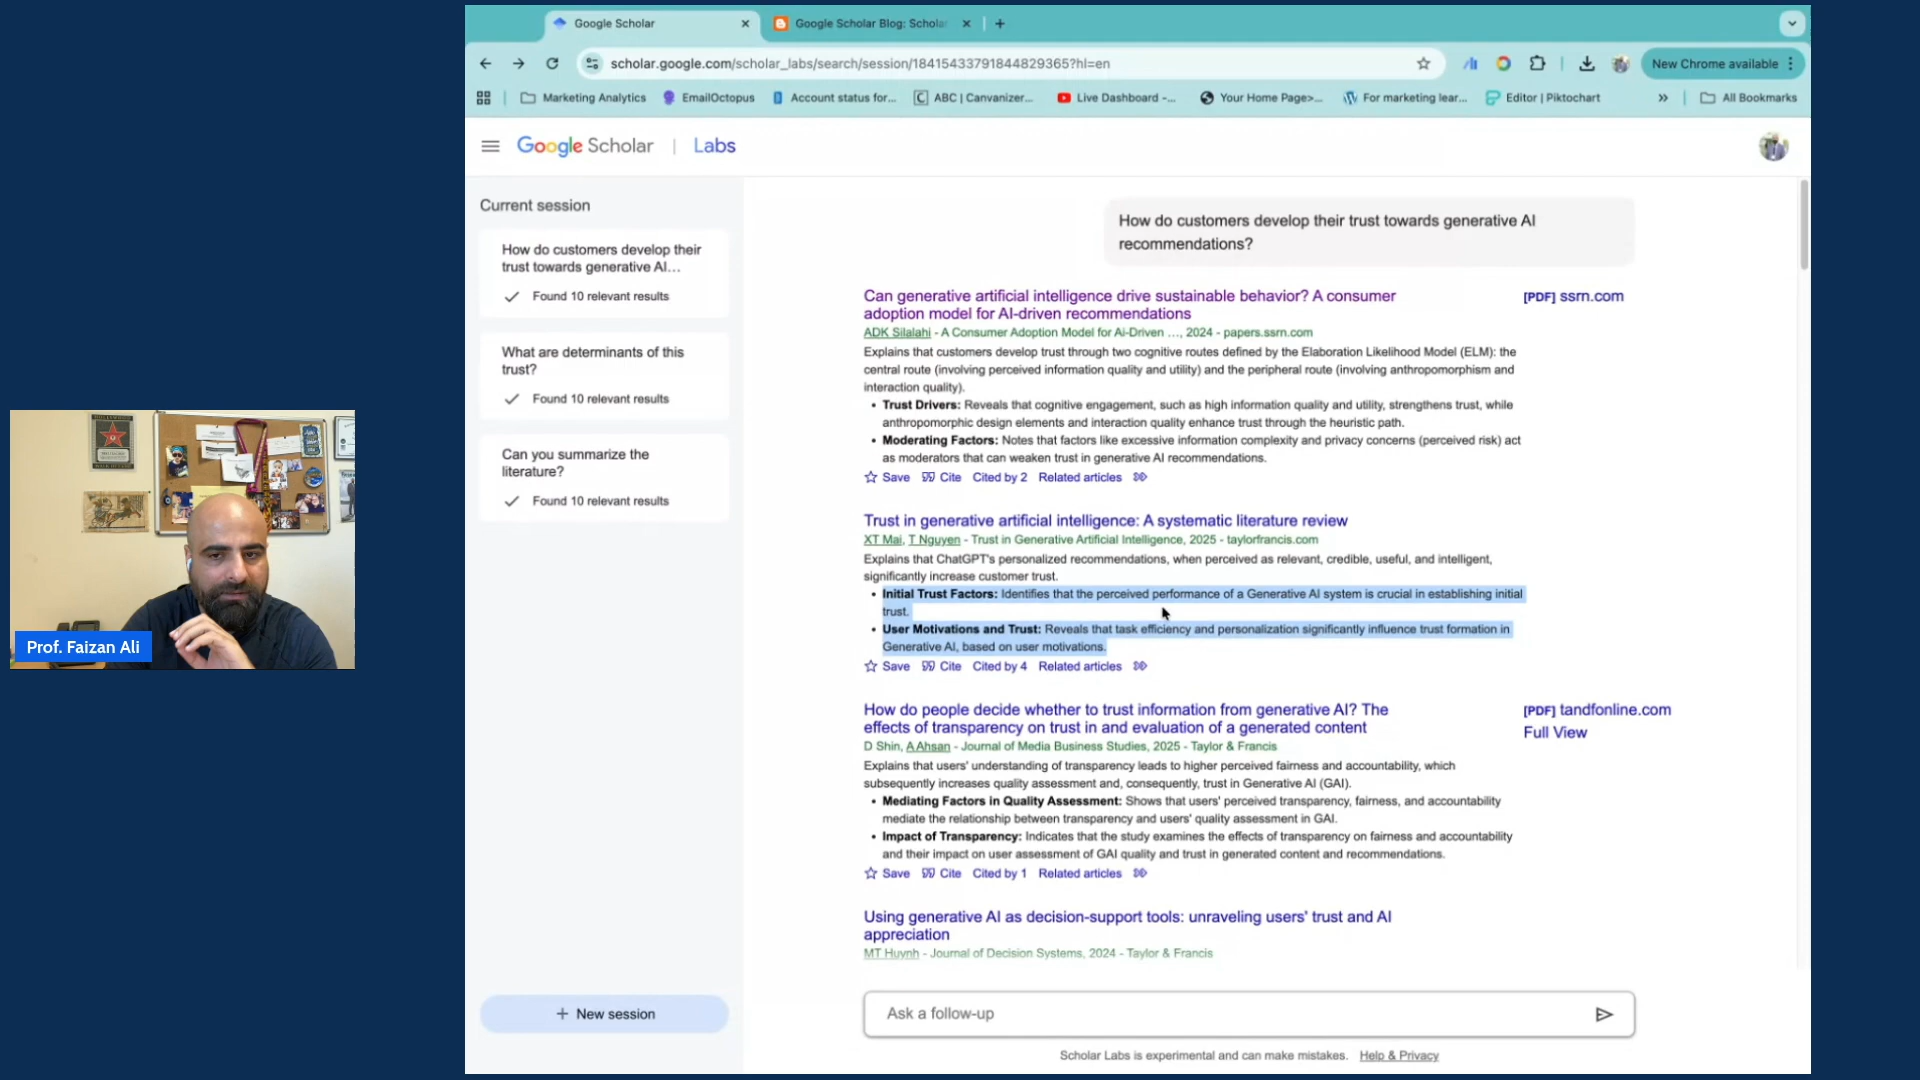 Google Scholar
Google Scholar Blog: Schola
scholar.google.com/scholar_labs/search/session/18415433791844829365?hl=en
New Chrome available
Marketing Analytics
EmailOctopus
Account status for...
ABC | Canvanizer...
Live Dashboard -...
Your Home Page>...
For marketing lear...
Editor | Piktochart
All Bookmarks
Google Scholar | Labs
Current session
How do customers develop their
trust towards generative AI...
Found 10 relevant results
What are determinants of this
trust?
Found 10 relevant results
Can you summarize the
literature?
Found 10 relevant results
+ New session
How do customers develop their trust towards generative AI
recommendations?
Can generative artificial intelligence drive sustainable behavior? A consumer
adoption model for AI-driven recommendations
[PDF] ssrn.com
ADK Silalahi - A Consumer Adoption Model for Ai-Driven …, 2024 - papers.ssrn.com
Explains that customers develop trust through two cognitive routes defined by the Elaboration Likelihood Model (ELM): the
central route (involving perceived information quality and utility) and the peripheral route (involving anthropomorphism and
interaction quality).
• Trust Drivers: Reveals that cognitive engagement, such as high information quality and utility, strengthens trust, while
anthropomorphic design elements and interaction quality enhance trust through the heuristic path.
• Moderating Factors: Notes that factors like excessive information complexity and privacy concerns (perceived risk) act
as moderators that can weaken trust in generative AI recommendations.
Save Cite Cited by 2 Related articles
Trust in generative artificial intelligence: A systematic literature review
XT Mai, T Nguyen - Trust in Generative Artificial Intelligence, 2025 - taylorfrancis.com
Explains that ChatGPT's personalized recommendations, when perceived as relevant, credible, useful, and intelligent,
significantly increase customer trust.
• Initial Trust Factors: Identifies that the perceived performance of a Generative AI system is crucial in establishing initial
trust.
• User Motivations and Trust: Reveals that task efficiency and personalization significantly influence trust formation in
Generative AI, based on user motivations.
Save Cite Cited by 4 Related articles
How do people decide whether to trust information from generative AI? The
effects of transparency on trust in and evaluation of a generated content
[PDF] tandfonline.com
Full View
D Shin, A Ahsan - Journal of Media Business Studies, 2025 - Taylor & Francis
Explains that users' understanding of transparency leads to higher perceived fairness and accountability, which
subsequently increases quality assessment and, consequently, trust in Generative AI (GAI).
• Mediating Factors in Quality Assessment: Shows that users' perceived transparency, fairness, and accountability
mediate the relationship between transparency and users' quality assessment in GAI.
• Impact of Transparency: Indicates that the study examines the effects of transparency on fairness and accountability
and their impact on user assessment of GAI quality and trust in generated content and recommendations.
Save Cite Cited by 1 Related articles
Using generative AI as decision-support tools: unraveling users' trust and AI
appreciation
MT Huynh - Journal of Decision Systems, 2024 - Taylor & Francis
Ask a follow-up
Scholar Labs is experimental and can make mistakes. Help & Privacy
Prof. Faizan Ali